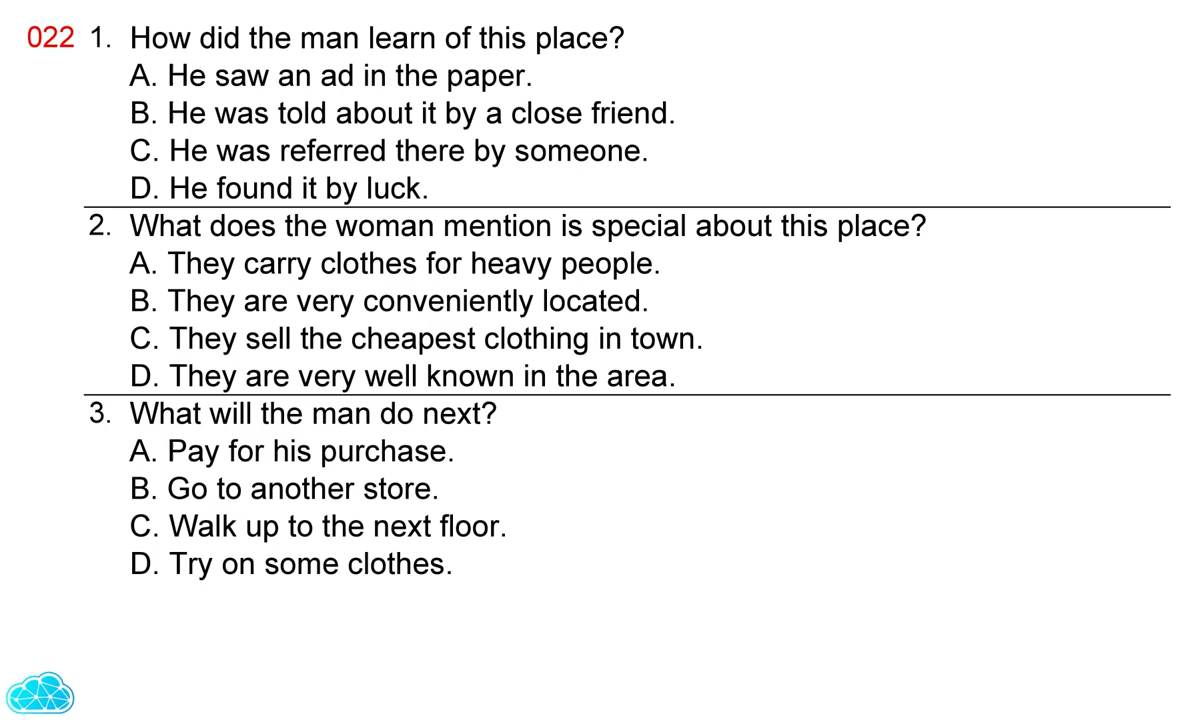 022 1. How did the man learn of this place?
A. He saw an ad in the paper.
B. He was told about it by a close friend.
C. He was referred there by someone.
D. He found it by luck.
2. What does the woman mention is special about this place?
A. They carry clothes for heavy people.
B. They are very conveniently located.
C. They sell the cheapest clothing in town.
D. They are very well known in the area.
3. What will the man do next?
A. Pay for his purchase.
B. Go to another store.
C. Walk up to the next floor.
D. Try on some clothes.